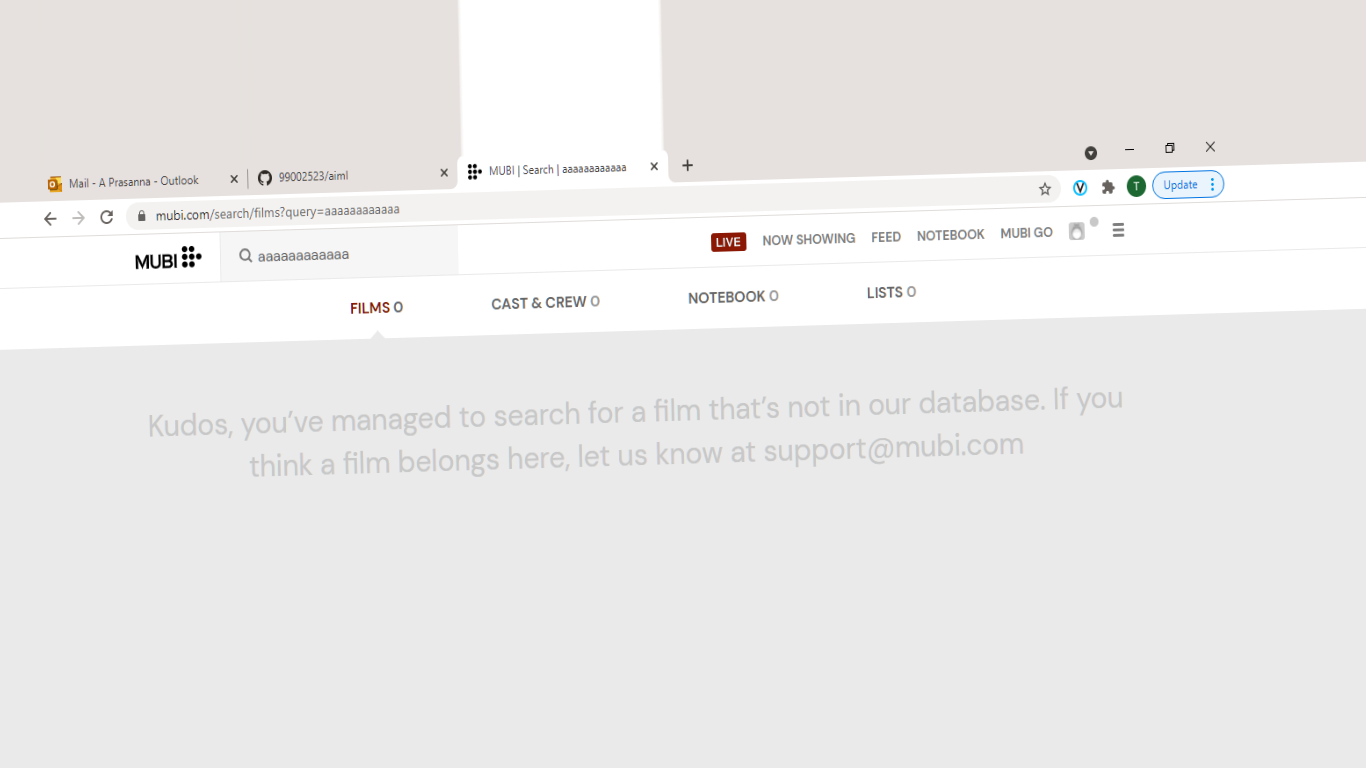 Mail - A Prasanna - Outlook
99002523/aiml
MUBI | Search | aaaaaaaaaaaa
mubi.com/search/films?query=aaaaaaaaaaaa
T
Update
MUBI
aaaaaaaaaaaa
LIVE
NOW SHOWING
FEED
NOTEBOOK
MUBI GO
FILMS 0
CAST & CREW 0
NOTEBOOK 0
LISTS 0
Kudos, you’ve managed to search for a film that’s not in our database. If you
think a film belongs here, let us know at support@mubi.com